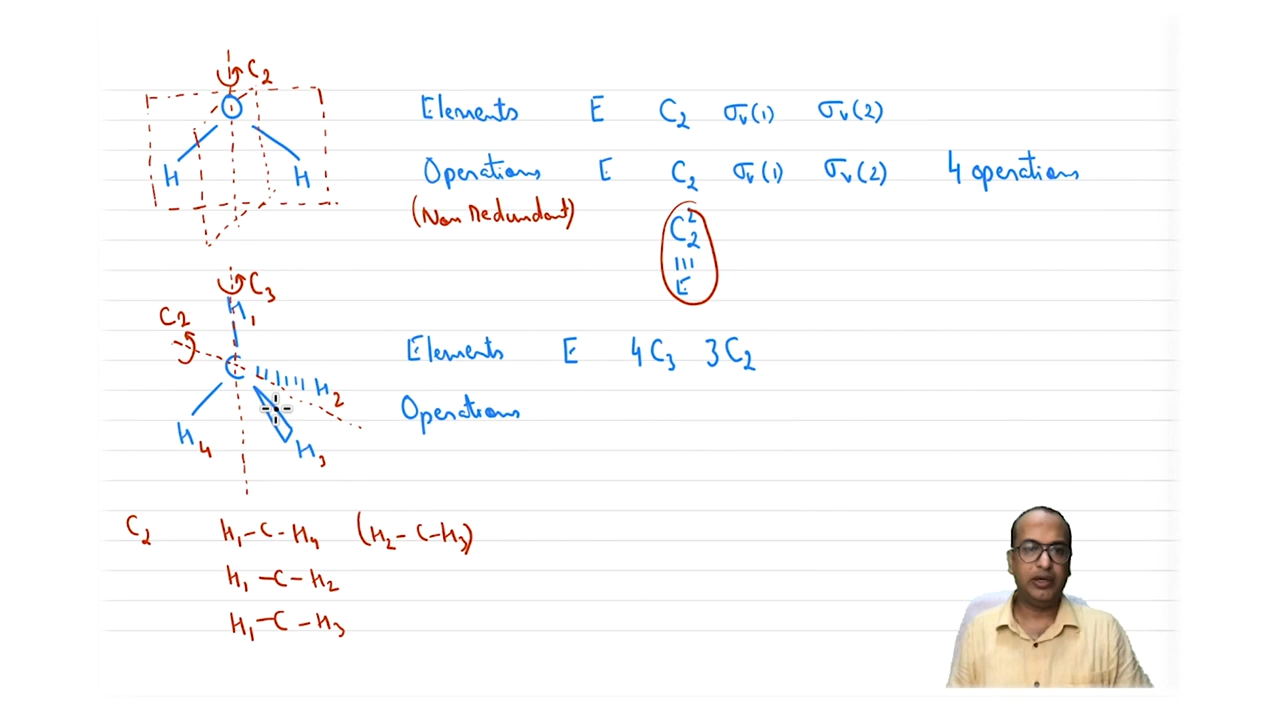 C₂
O
H H
Elements E C₂ σᵥ(1) σᵥ(2)
Operations E C₂ σᵥ(1) σᵥ(2) 4 operations
(Non Redundant) C₂²
≡
E
C₃
H₁
C₂
C
H₂
H₄
H₃
Elements E 4C₃ 3C₂
Operations
C₂ H₁-C-H₄ (H₂-C-H₃)
H₁-C-H₂
H₁-C-H₃